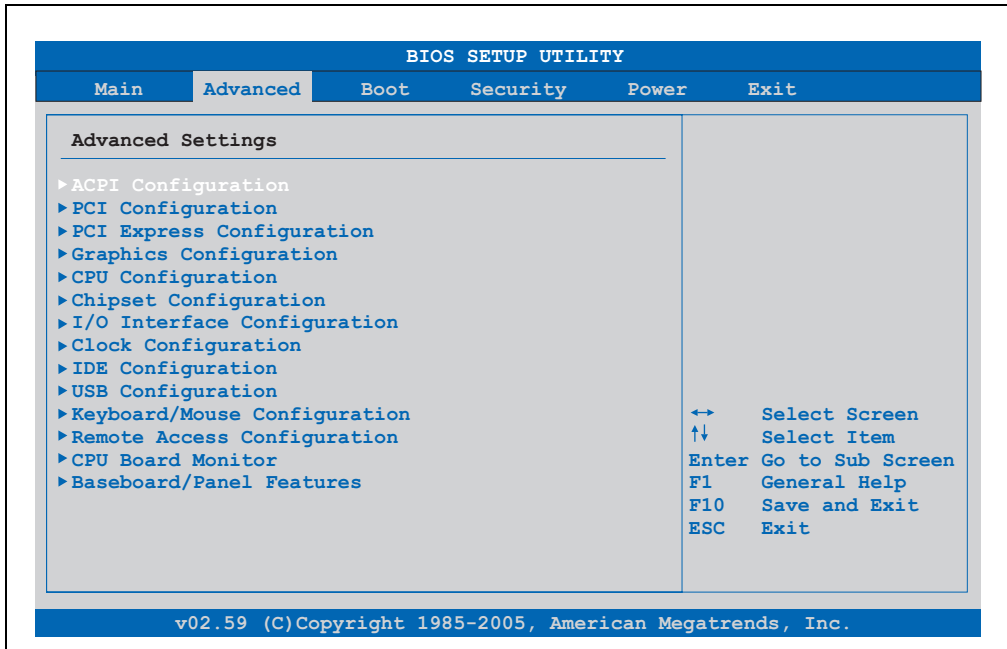 BIOS SETUP UTILITY
Main Advanced Boot Security Power Exit
Advanced Settings
ACPI Configuration
PCI Configuration
PCI Express Configuration
Graphics Configuration
CPU Configuration
Chipset Configuration
I/O Interface Configuration
Clock Configuration
IDE Configuration
USB Configuration
Keyboard/Mouse Configuration
Remote Access Configuration
CPU Board Monitor
Baseboard/Panel Features
↔ Select Screen
↑↓ Select Item
Enter Go to Sub Screen
F1 General Help
F10 Save and Exit
ESC Exit
v02.59 (C)Copyright 1985-2005, American Megatrends, Inc.